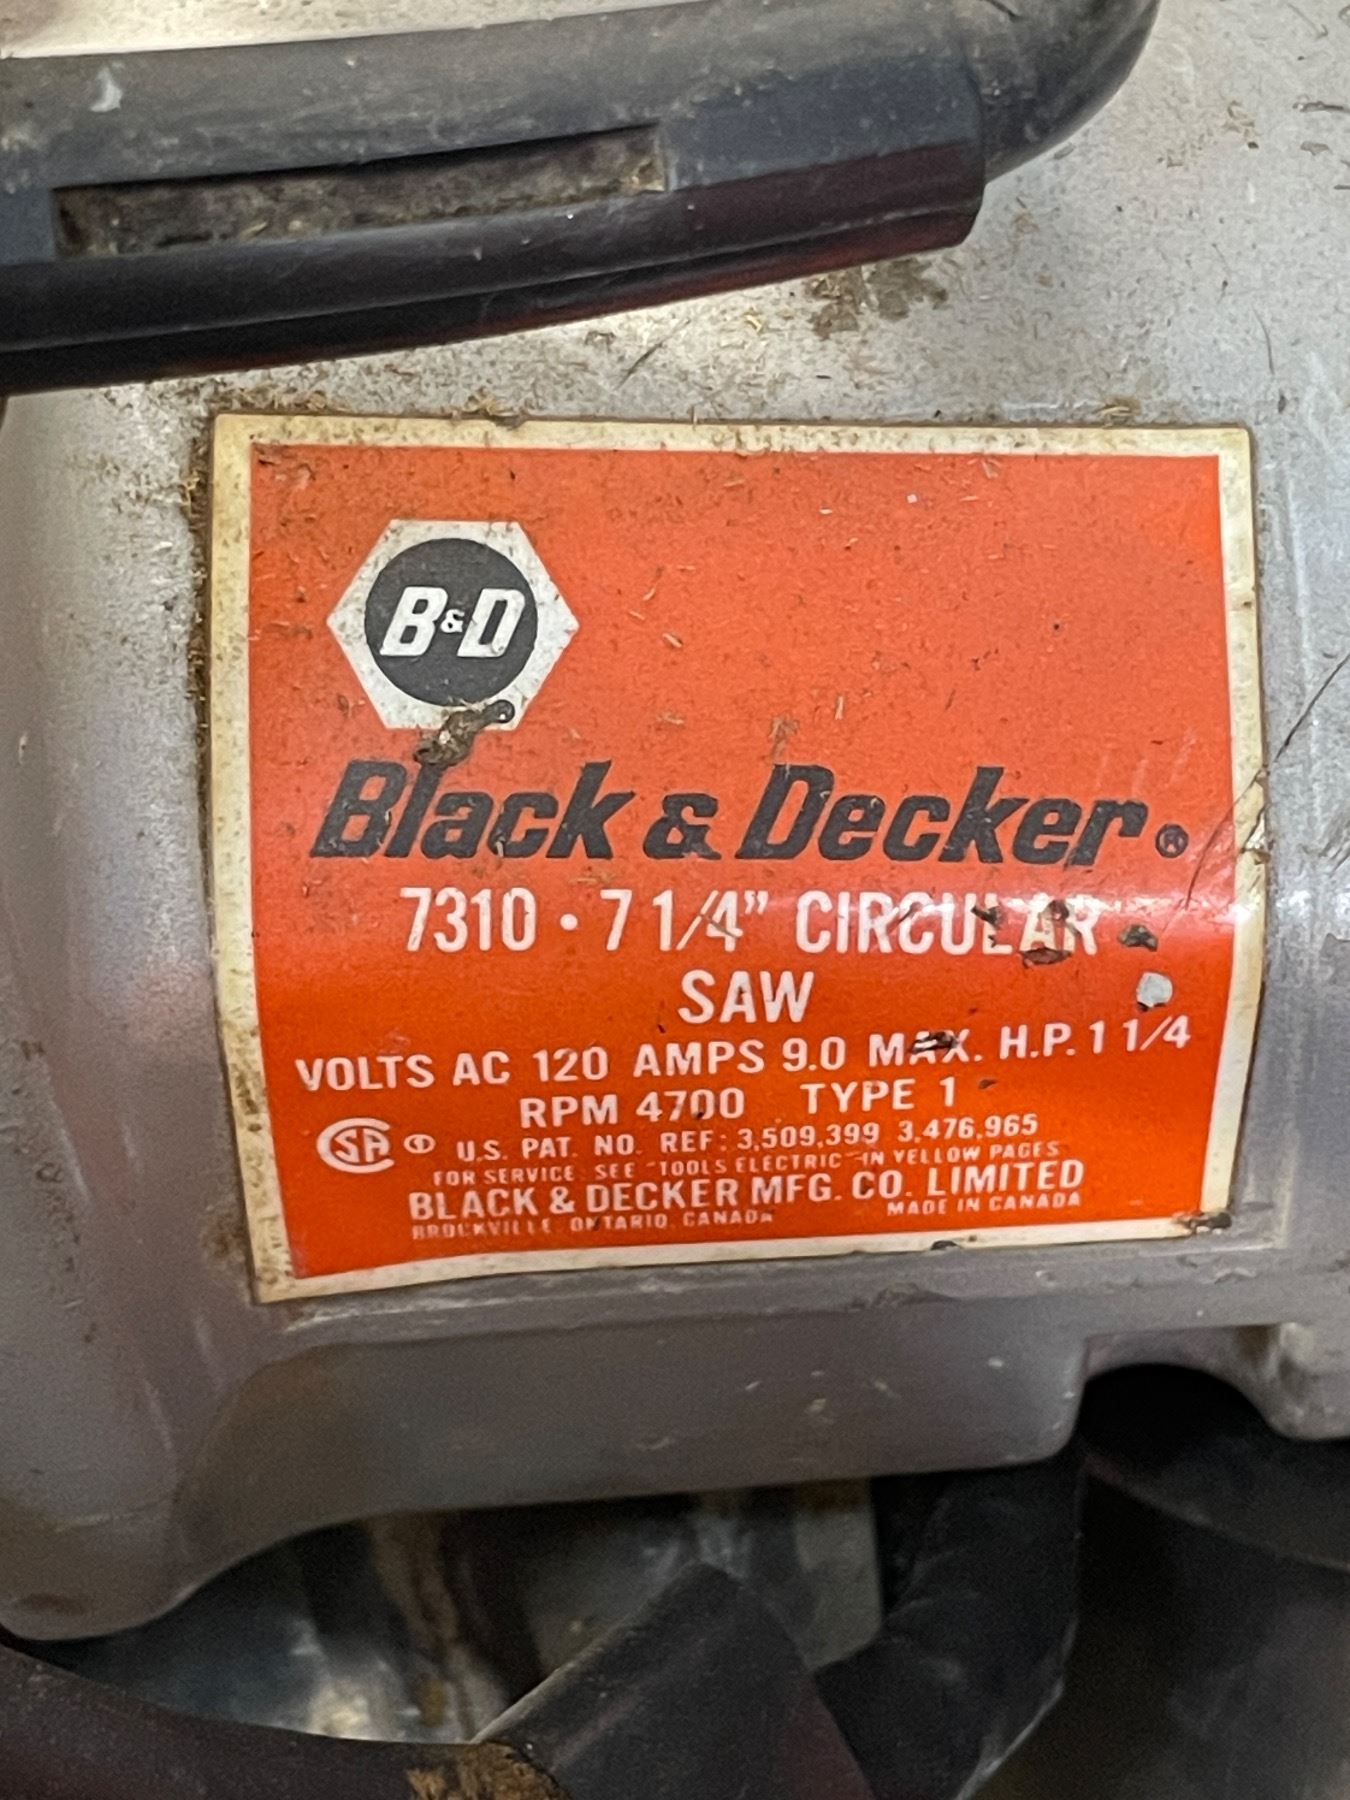 B&D
Black & Decker®
7310 • 7 1/4" CIRCULAR
SAW
VOLTS AC 120 AMPS 9.0 MAX. H.P. 1 1/4
RPM 4700 TYPE 1
SA U.S. PAT. NO. REF: 3,509,399 3,476,965
FOR SERVICE SEE "TOOLS ELECTRIC" IN YELLOW PAGES
BLACK & DECKER MFG. CO. LIMITED
BROCKVILLE, ONTARIO, CANADA MADE IN CANADA